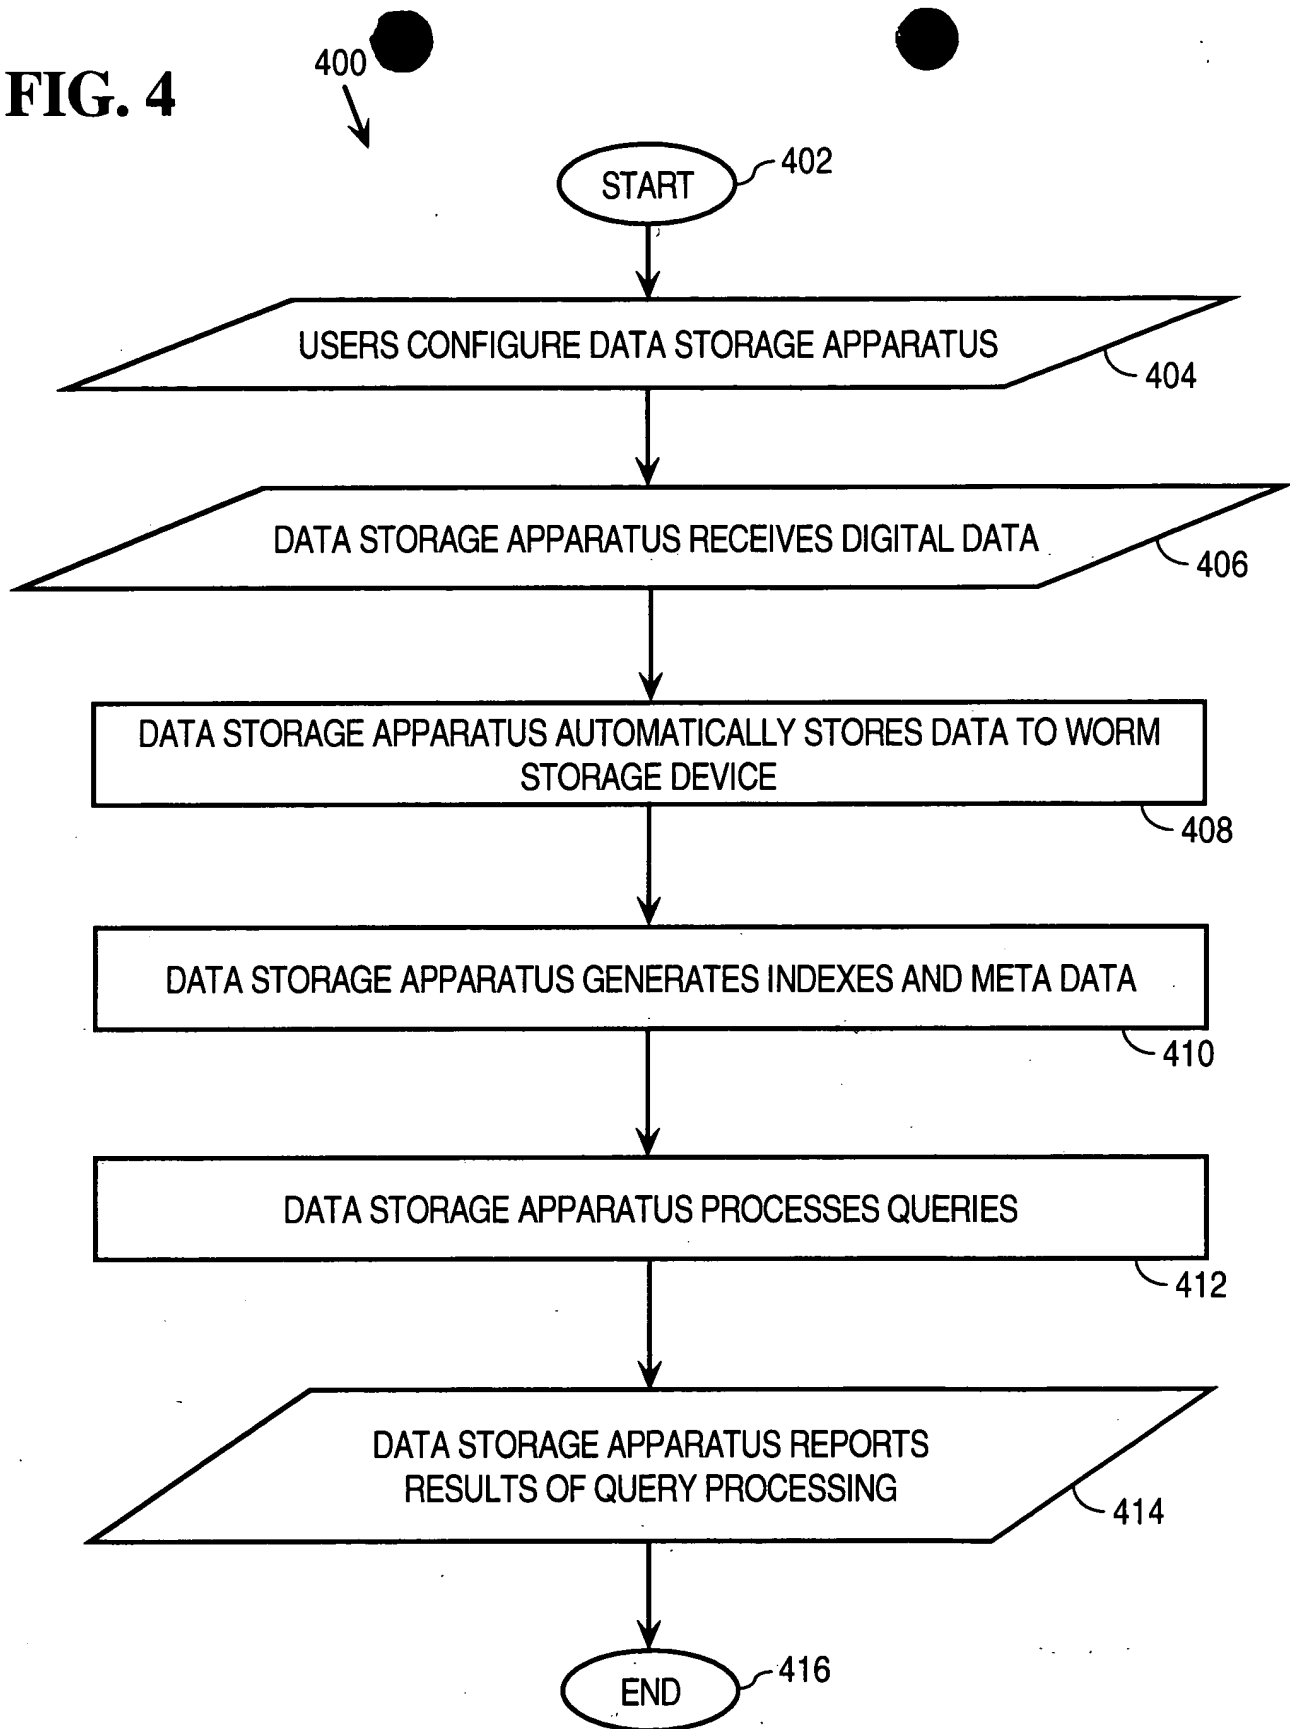 FIG. 4
400
START
402
USERS CONFIGURE DATA STORAGE APPARATUS
404
DATA STORAGE APPARATUS RECEIVES DIGITAL DATA
406
DATA STORAGE APPARATUS AUTOMATICALLY STORES DATA TO WORM
STORAGE DEVICE
408
DATA STORAGE APPARATUS GENERATES INDEXES AND META DATA
410
DATA STORAGE APPARATUS PROCESSES QUERIES
412
DATA STORAGE APPARATUS REPORTS
RESULTS OF QUERY PROCESSING
414
END
416